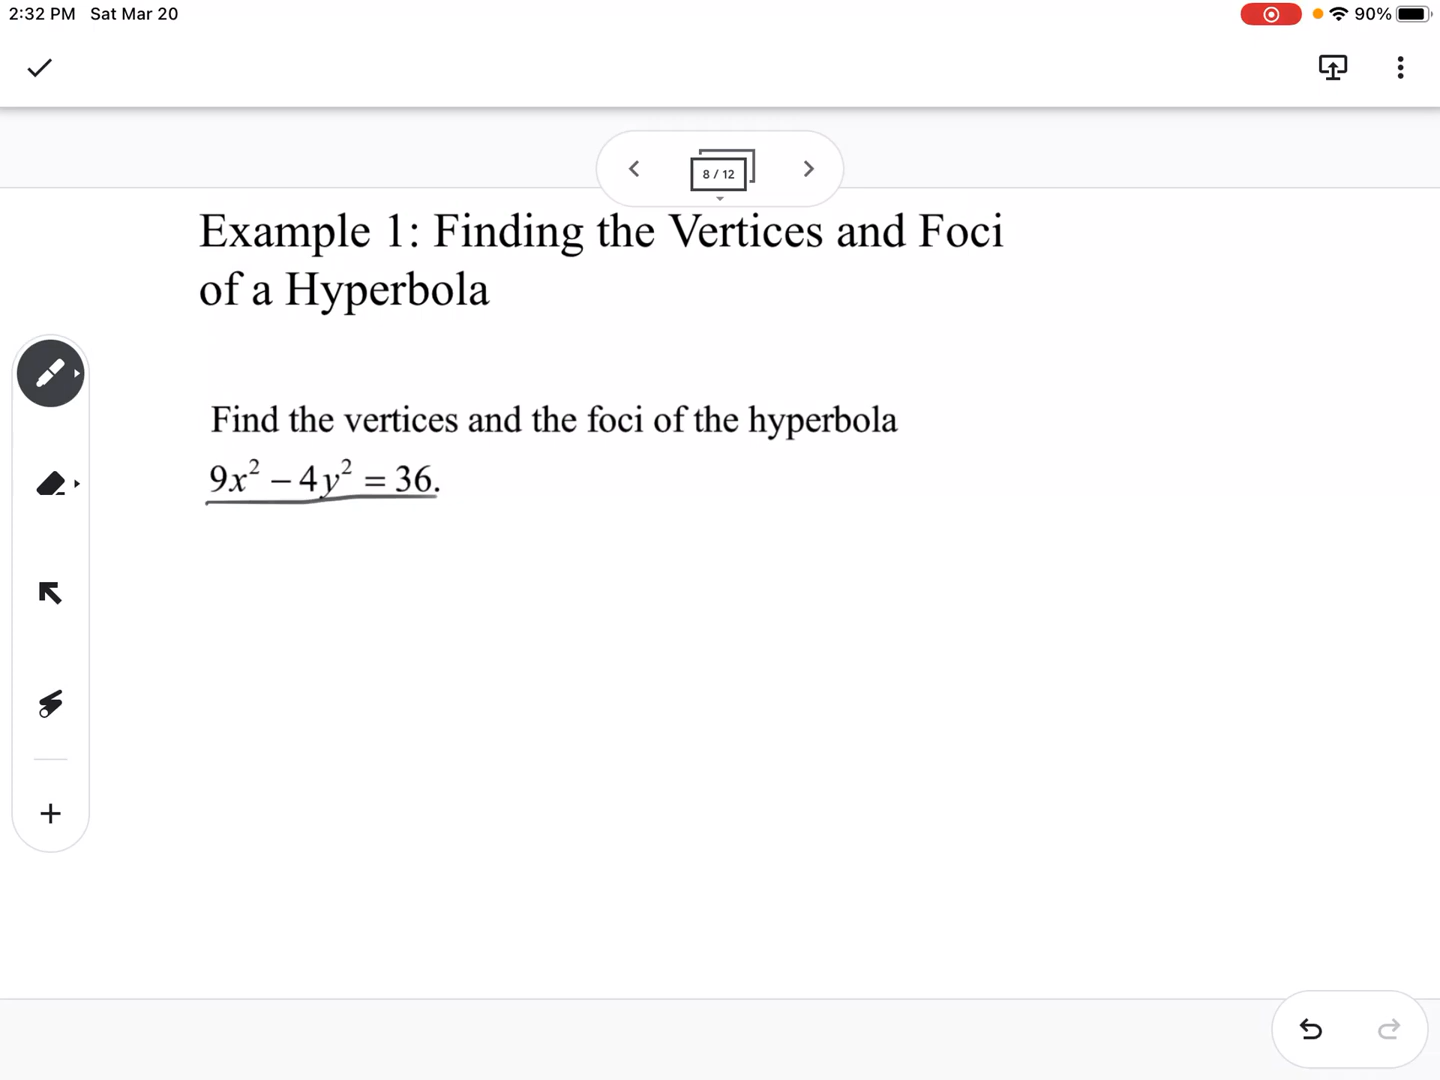 2:32 PM Sat Mar 20
90%
8 / 12
Example 1: Finding the Vertices and Foci
of a Hyperbola
Find the vertices and the foci of the hyperbola
9x² − 4y² = 36.